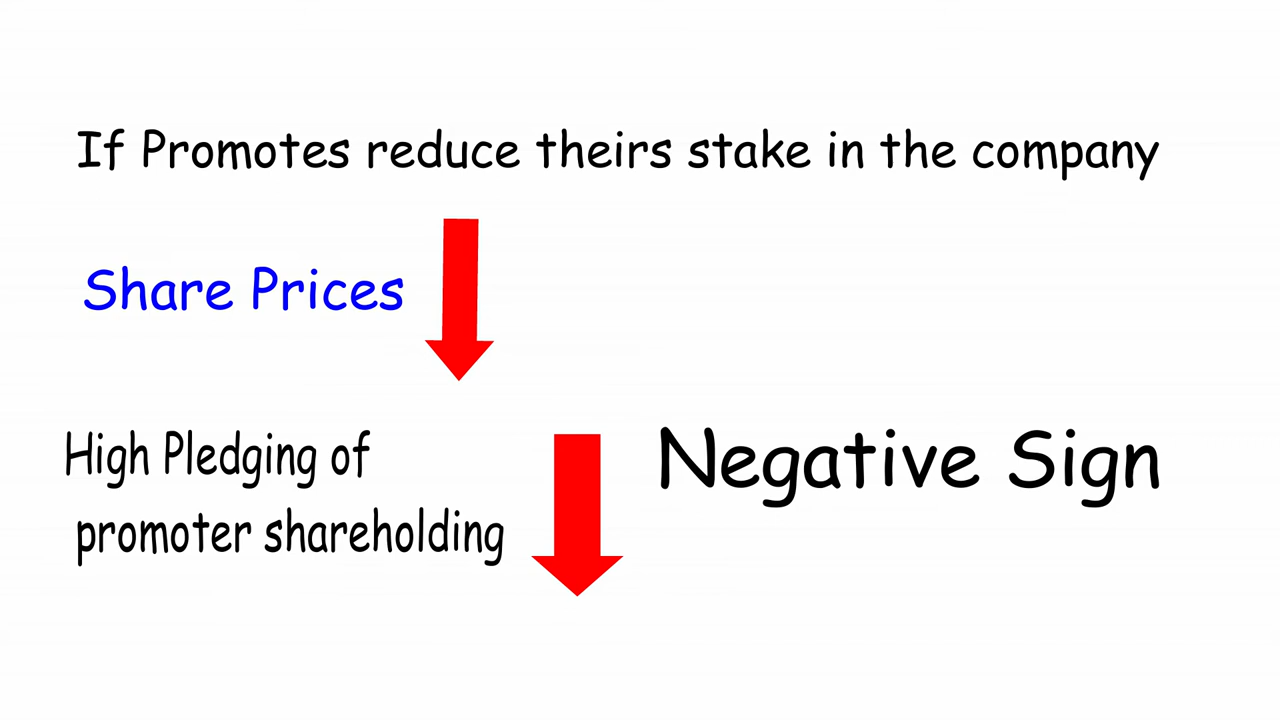 If Promotes reduce theirs stake in the company
Share Prices
High Pledging of
promoter shareholding
Negative Sign